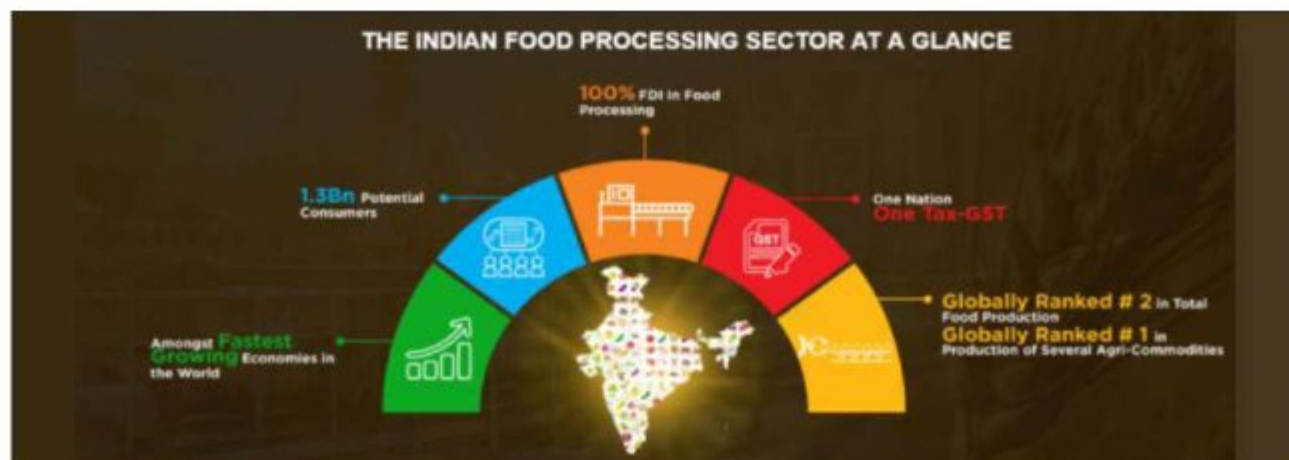 THE INDIAN FOOD PROCESSING SECTOR AT A GLANCE
100% FDI in Food
Processing
1.3Bn Potential
Consumers
One Nation
One Tax-GST
GST
Amongst Fastest
Growing Economies in
the World
Globally Ranked # 2 in Total
Food Production
Globally Ranked # 1 in
Production of Several Agri-Commodities